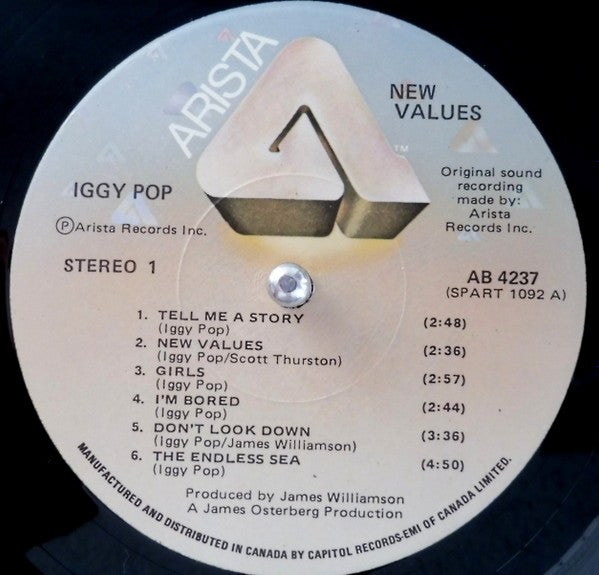 ARISTA
TM
NEW
VALUES
IGGY POP
Original sound
recording
made by:
Arista
Records Inc.
ⓅArista Records Inc.
STEREO 1
AB 4237
(SPART 1092 A)
1. TELL ME A STORY (2:48)
(Iggy Pop)
2. NEW VALUES (2:36)
(Iggy Pop/Scott Thurston)
3. GIRLS (2:57)
(Iggy Pop)
4. I'M BORED (2:44)
(Iggy Pop)
5. DON'T LOOK DOWN (3:36)
(Iggy Pop/James Williamson)
6. THE ENDLESS SEA (4:50)
(Iggy Pop)
Produced by James Williamson
A James Osterberg Production
MANUFACTURED AND DISTRIBUTED IN CANADA BY CAPITOL RECORDS-EMI OF CANADA LIMITED.